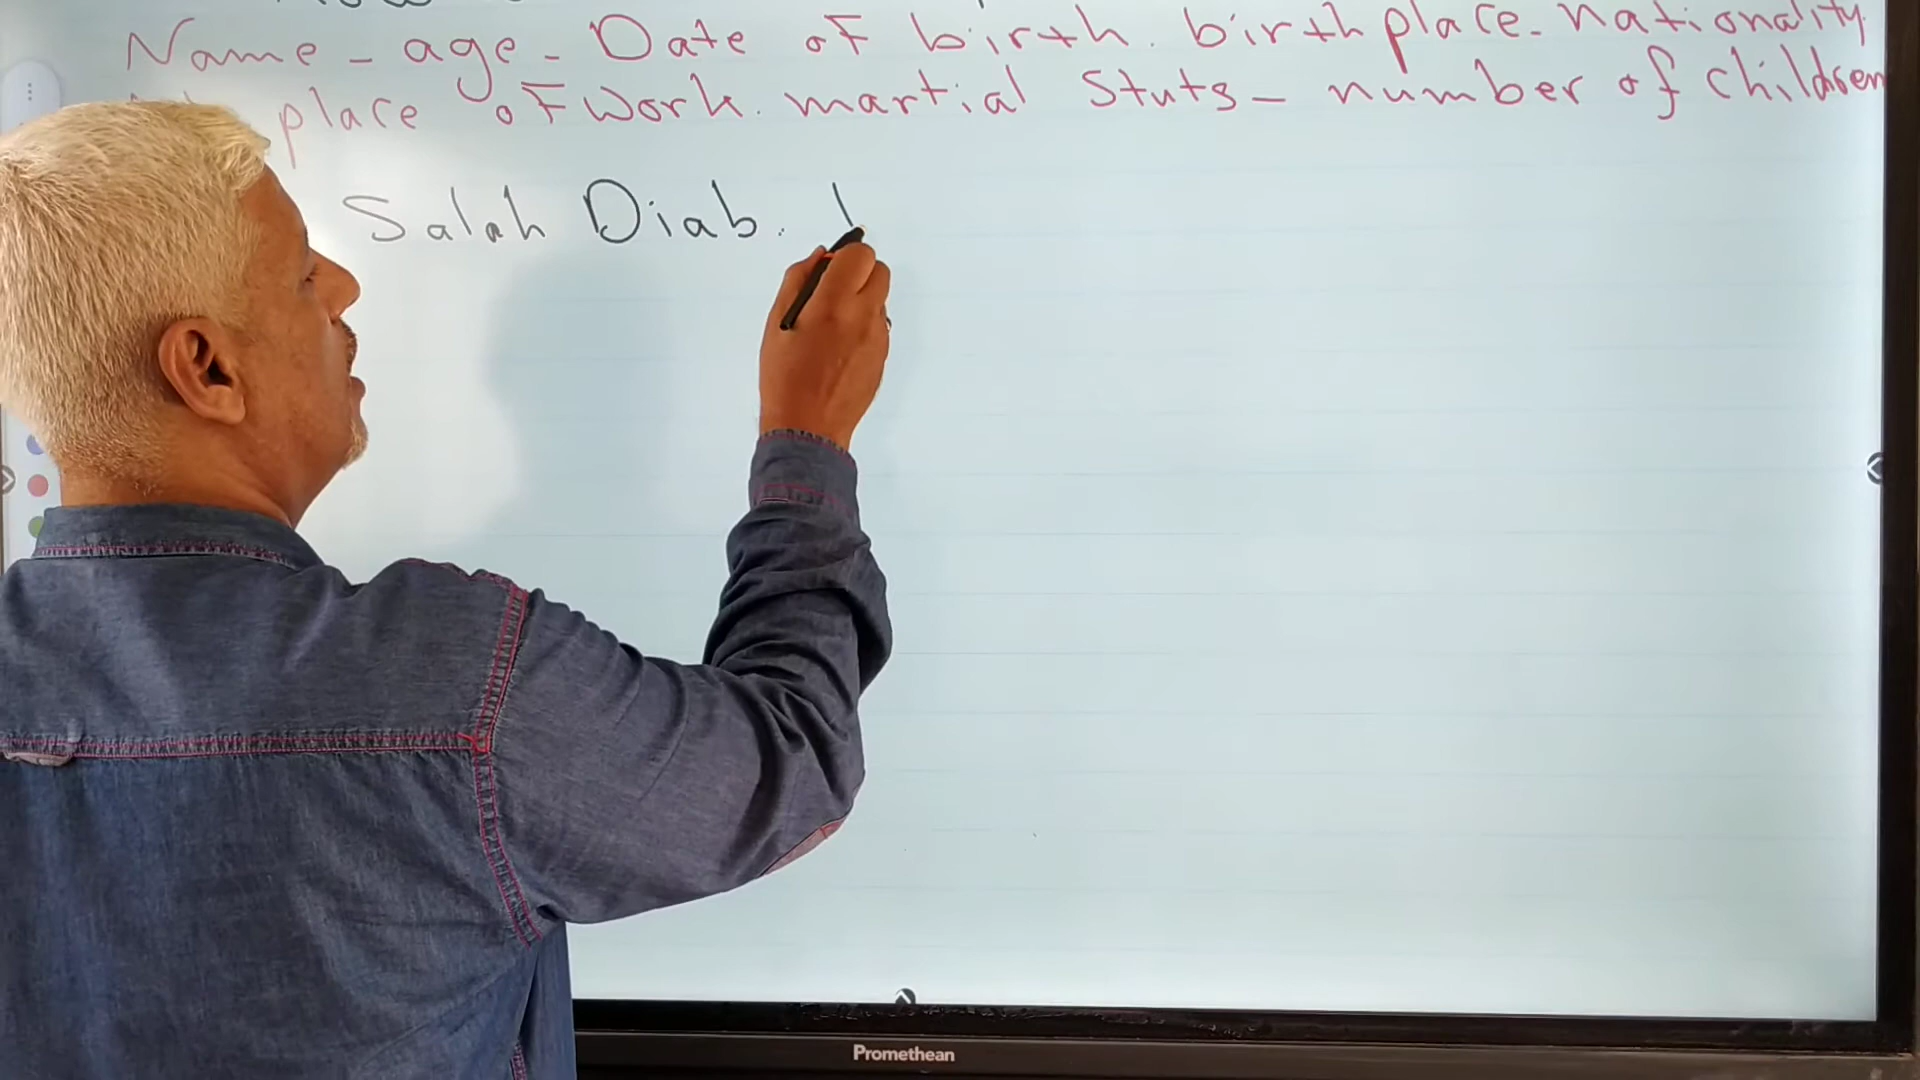 Name - age - Date of birth. birth place - nationality
place of work. martial Stuts - number of children
Salah Diab.
Promethean